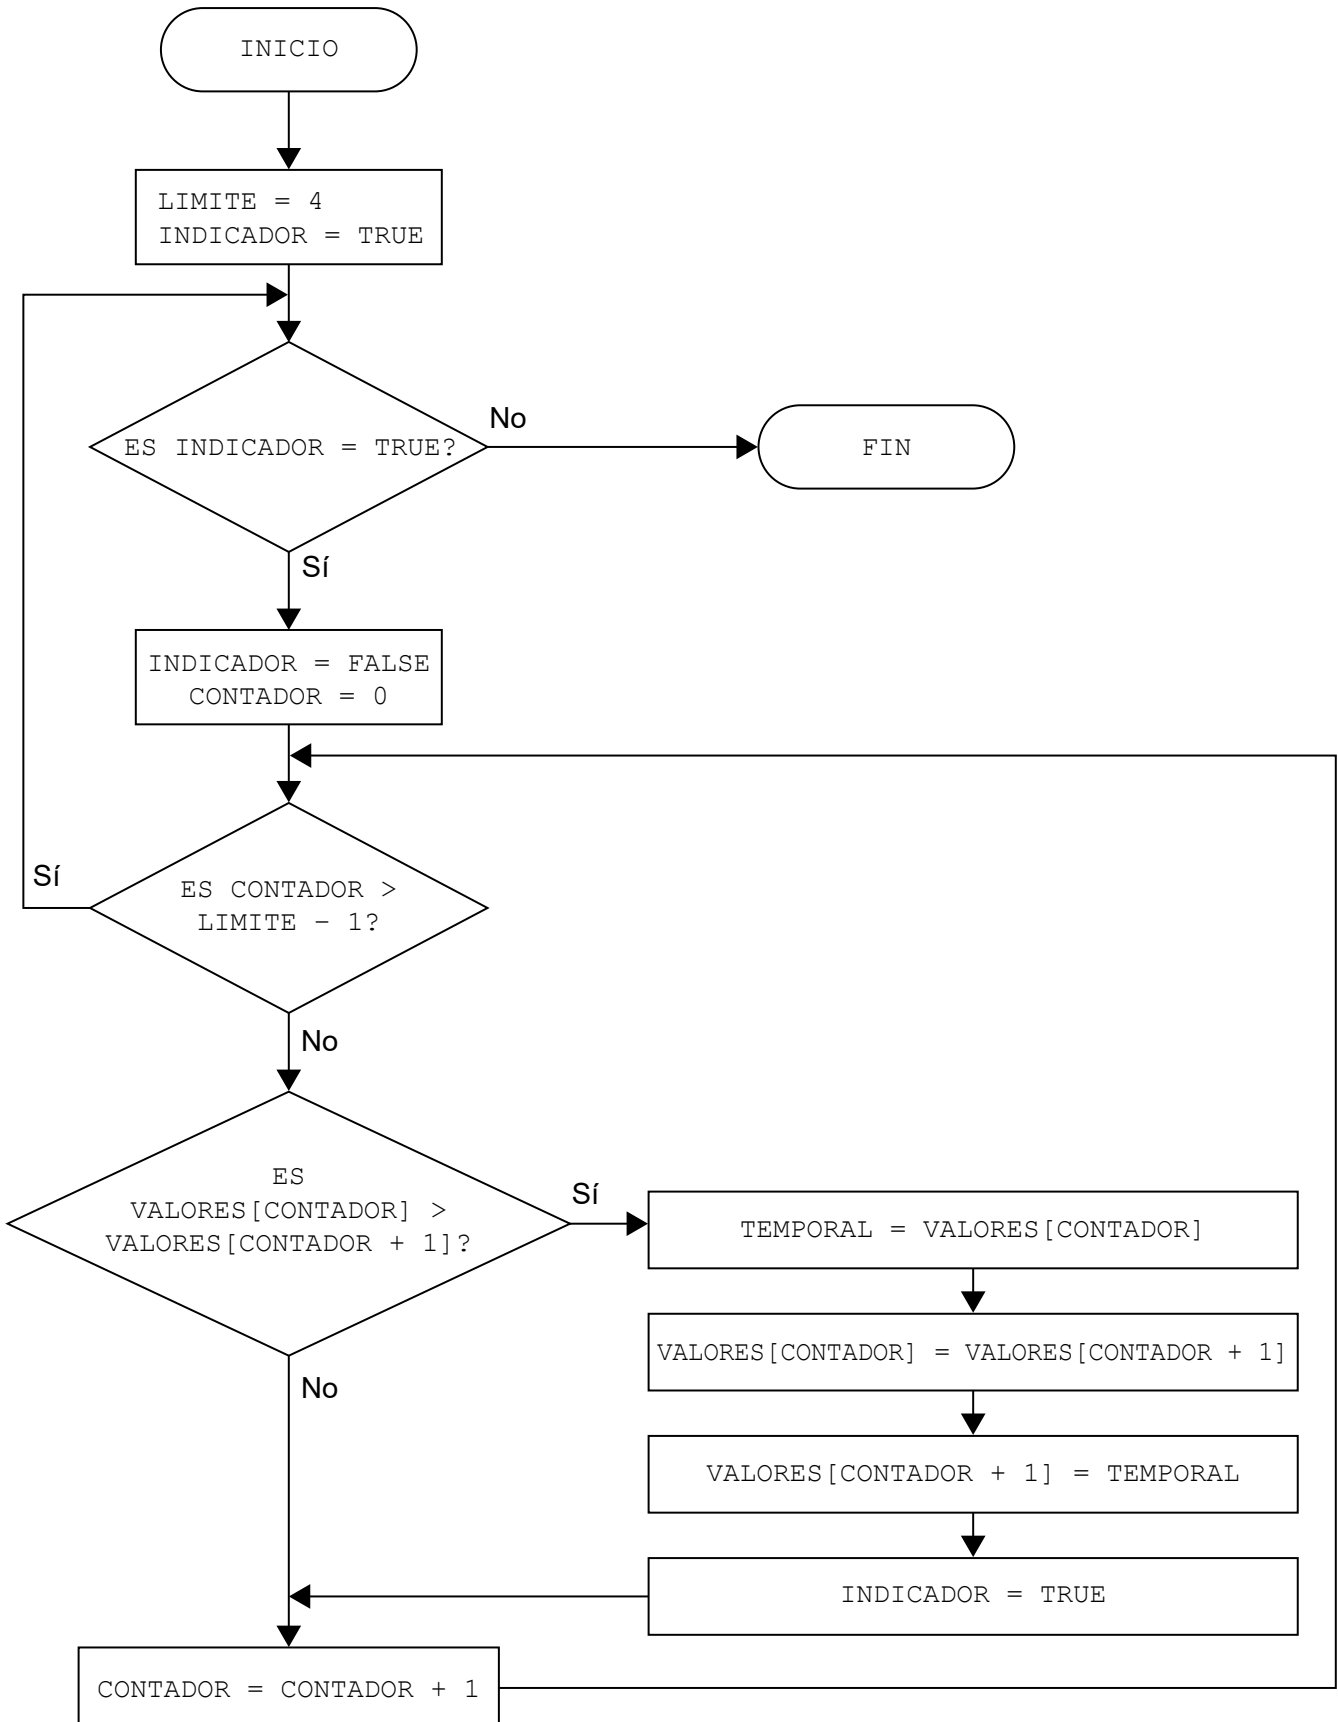 INICIO
LIMITE = 4
INDICADOR = TRUE
ES INDICADOR = TRUE?
No
FIN
Sí
INDICADOR = FALSE
CONTADOR = 0
Sí
ES CONTADOR >
LIMITE – 1?
No
ES
VALORES[CONTADOR] >
VALORES[CONTADOR + 1]?
Sí
TEMPORAL = VALORES[CONTADOR]
VALORES[CONTADOR] = VALORES[CONTADOR + 1]
No
VALORES[CONTADOR + 1] = TEMPORAL
INDICADOR = TRUE
CONTADOR = CONTADOR + 1